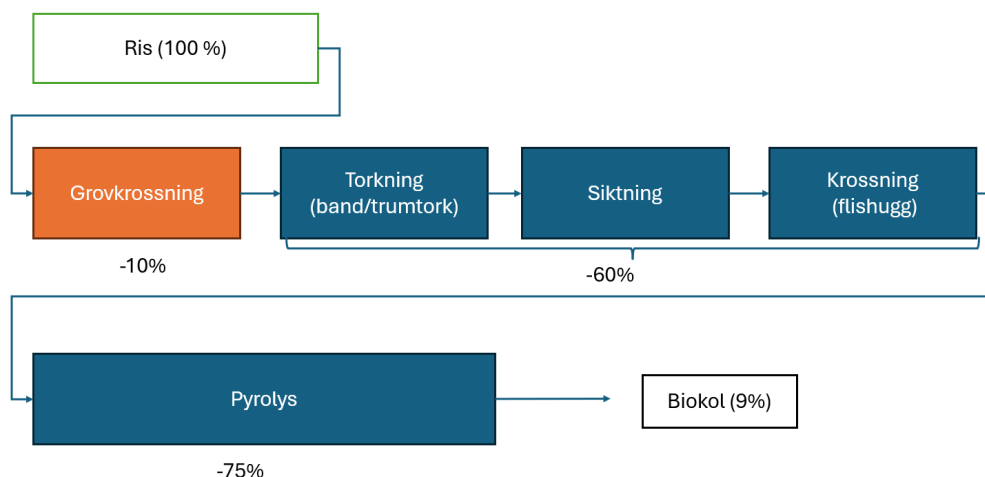 Ris (100 %)
Grovkrossning
Torkning
(band/trumtork)
Siktning
Krossning
(flishugg)
-10%
-60%
Pyrolys
Biokol (9%)
-75%